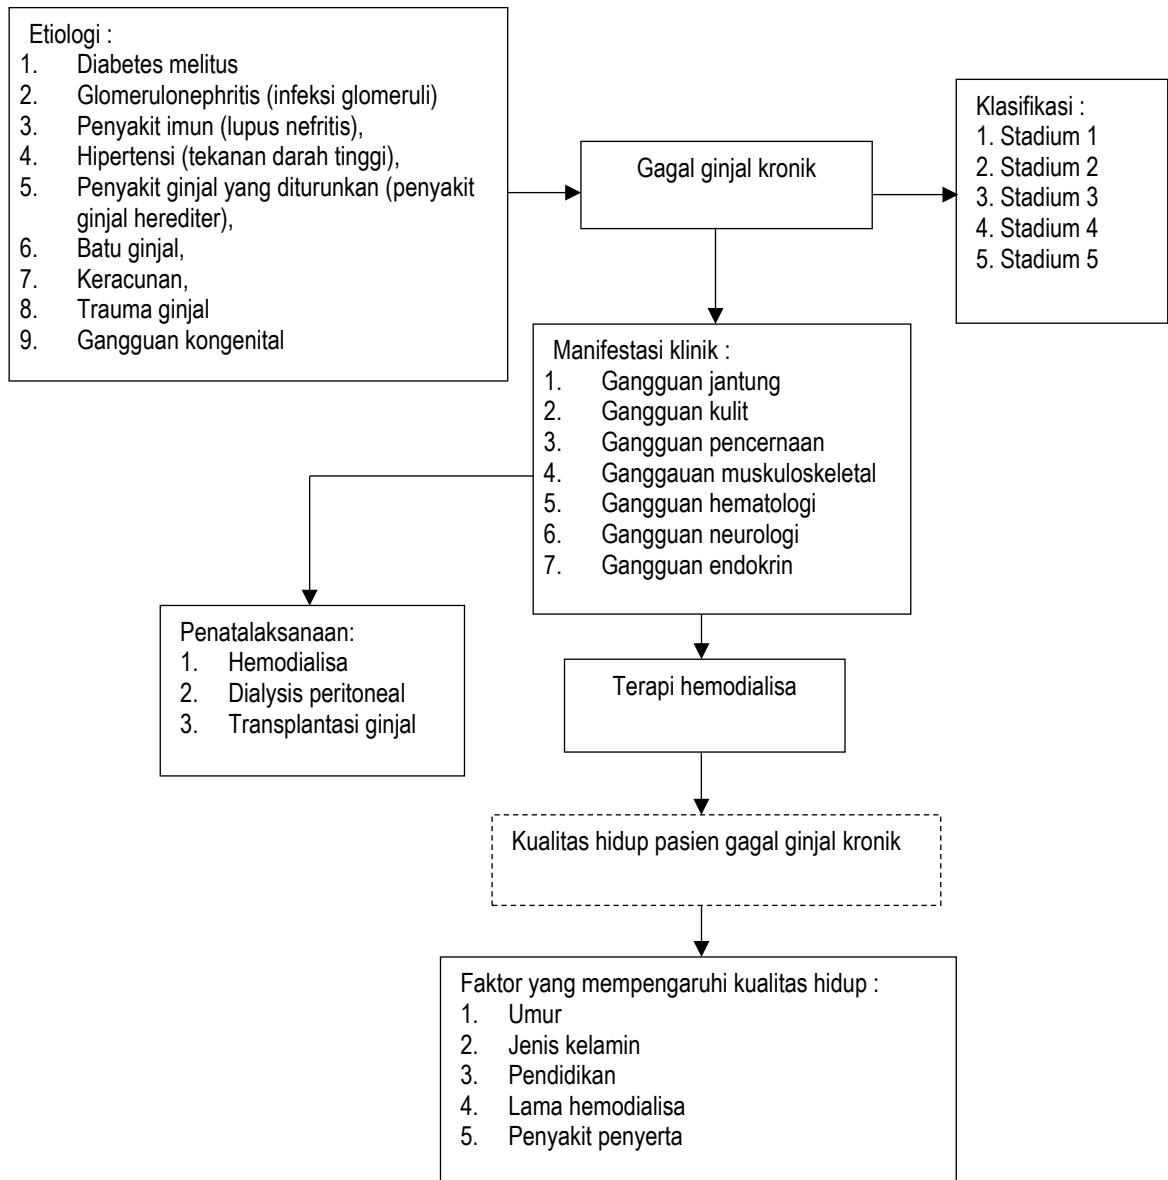 Etiologi :
1. Diabetes melitus
2. Glomerulonephritis (infeksi glomeruli)
3. Penyakit imun (lupus nefritis),
4. Hipertensi (tekanan darah tinggi),
5. Penyakit ginjal yang diturunkan (penyakit
ginjal herediter),
6. Batu ginjal,
7. Keracunan,
8. Trauma ginjal
9. Gangguan kongenital
Gagal ginjal kronik
Klasifikasi :
1. Stadium 1
2. Stadium 2
3. Stadium 3
4. Stadium 4
5. Stadium 5
Manifestasi klinik :
1. Gangguan jantung
2. Gangguan kulit
3. Gangguan pencernaan
4. Ganggauan muskuloskeletal
5. Gangguan hematologi
6. Gangguan neurologi
7. Gangguan endokrin
Penatalaksanaan:
1. Hemodialisa
2. Dialysis peritoneal
3. Transplantasi ginjal
Terapi hemodialisa
Kualitas hidup pasien gagal ginjal kronik
Faktor yang mempengaruhi kualitas hidup :
1. Umur
2. Jenis kelamin
3. Pendidikan
4. Lama hemodialisa
5. Penyakit penyerta